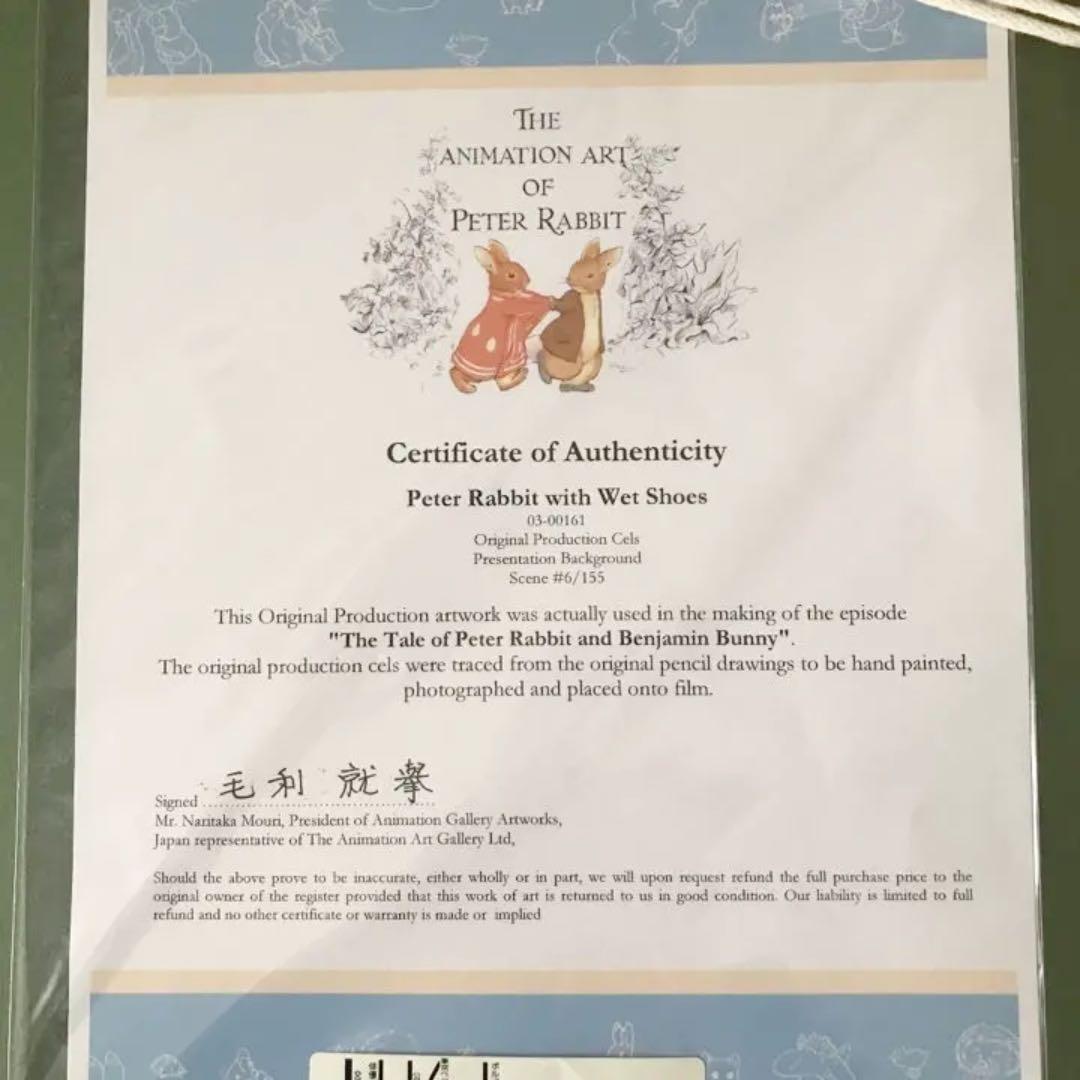 THE
ANIMATION ART
OF
PETER RABBIT
Certificate of Authenticity
Peter Rabbit with Wet Shoes
03-00161
Original Production Cels
Presentation Background
Scene #6/155
This Original Production artwork was actually used in the making of the episode
"The Tale of Peter Rabbit and Benjamin Bunny".
The original production cels were traced from the original pencil drawings to be hand painted,
photographed and placed onto film.
Signed 毛利 就挙
Mr. Naritaka Mouri, President of Animation Gallery Artworks,
Japan representative of The Animation Art Gallery Ltd,
Should the above prove to be inaccurate, either wholly or in part, we will upon request refund the full purchase price to the
original owner of the register provided that this work of art is returned to us in good condition. Our liability is limited to full
refund and no other certificate or warranty is made or implied